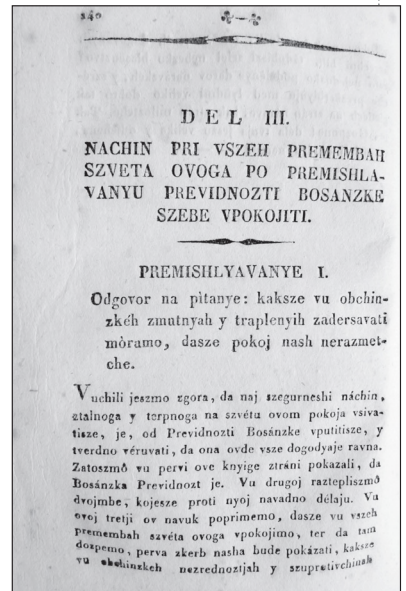 240
DEL III.
NACHIN PRI VSZEH PREMEMBAH
SZVETA OVOGA PO PREMISHLA-
VANYU PREVIDNOZTI BOSANZKE
SZEBE VPOKOJITI.
PREMISHLYAVANYE I.
Odgovor na pitanye: kaksze vu obchin-
zkéh zmutnyah y traplenyih zadersavati
mòramo, dasze pokoj nash nerazmet-
che.
Vuchili jeszmo zgora, da naj szegurneshi náchin,
ztalnoga y terpnoga na szvétu ovom pokoja vsiva-
tisze, je, od Previdnozti Bosánzke vputitisze, y
tverdno véruvati, da ona ovde vsze dogodyaje ravna.
Zatoszmô vu pervi ove knyige ztráni pokazali, da
Bosánzka Previdnozt je. Vu drugoj raztepliszmô
dvojmbe, kojesze proti nyoj navadno délaju. Vu
ovoj tretji ov navuk poprimemo, dasze vu vszeh
premembah szvéta ovoga vpokojimo, ter da tam
dozpemo, perva zkerb nasha bude pokázati, kaksze
vu obchinzkeh nezrednoztjah y szuprotivchinah